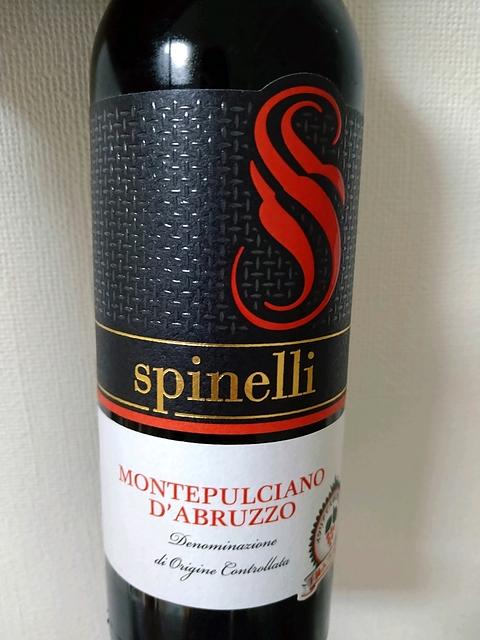 spinelli
MONTEPULCIANO
D'ABRUZZO
Denominazione
di Origine Controllata